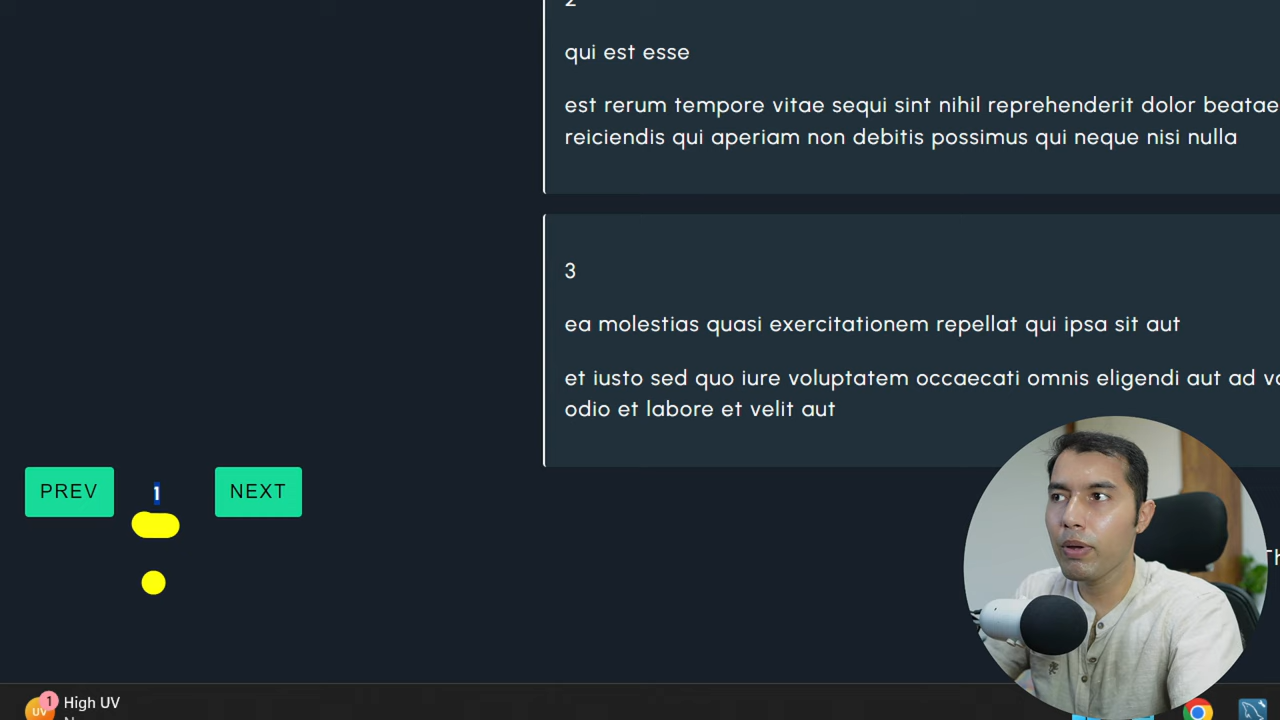 qui est esse
est rerum tempore vitae sequi sint nihil reprehenderit dolor beatae
reiciendis qui aperiam non debitis possimus qui neque nisi nulla
3
ea molestias quasi exercitationem repellat qui ipsa sit aut
et iusto sed quo iure voluptatem occaecati omnis eligendi aut ad
odio et labore et velit aut
PREV
1
NEXT
1
UV
High UV